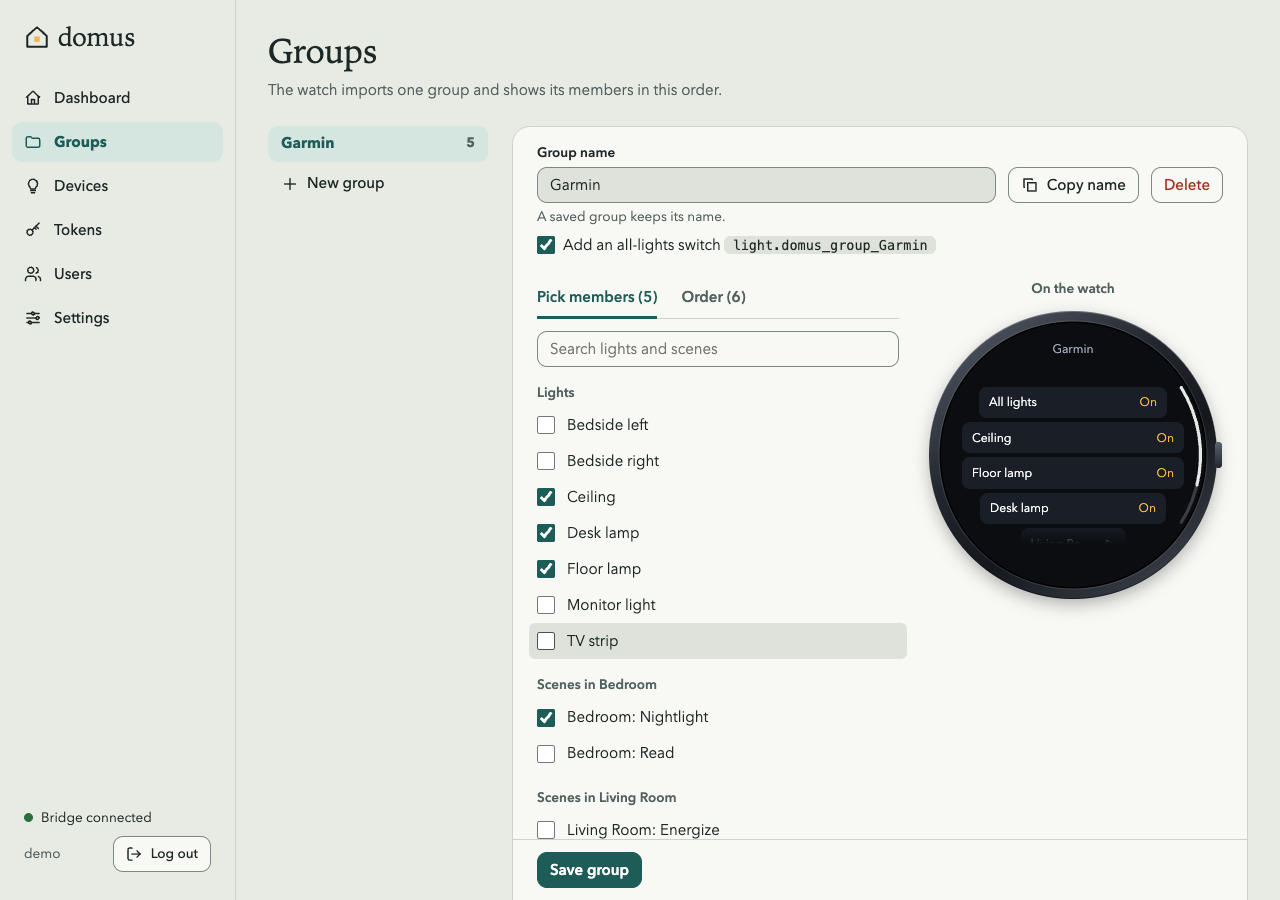 domus
Dashboard
Groups
Devices
Tokens
Users
Settings
Bridge connected
demo
Log out
Groups
The watch imports one group and shows its members in this order.
Garmin 5
New group
Group name
Garmin
Copy name
Delete
A saved group keeps its name.
Add an all-lights switch light.domus_group_Garmin
Pick members (5)
Order (6)
Search lights and scenes
Lights
Bedside left
Bedside right
Ceiling
Desk lamp
Floor lamp
Monitor light
TV strip
Scenes in Bedroom
Bedroom: Nightlight
Bedroom: Read
Scenes in Living Room
Living Room: Energize
Save group
On the watch
Garmin
All lights On
Ceiling On
Floor lamp On
Desk lamp On